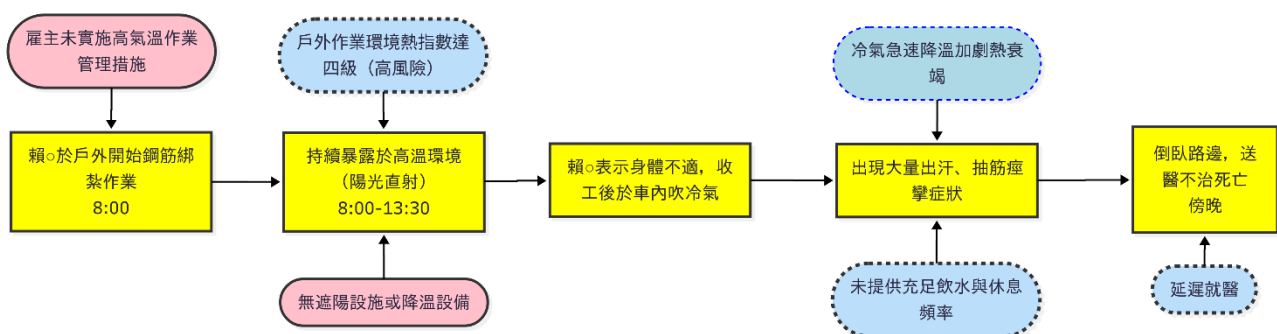 雇主未實施高氣溫作業
管理措施
戶外作業環境熱指數達
四級（高風險）
冷氣急速降溫加劇熱衰
竭
賴○於戶外開始鋼筋綁
紮作業
8:00
持續暴露於高溫環境
（陽光直射）
8:00-13:30
賴○表示身體不適，收
工後於車內吹冷氣
出現大量出汗、抽筋痙
攣症狀
倒臥路邊，送
醫不治死亡
傍晚
無遮陽設施或降溫設備
未提供充足飲水與休息
頻率
延遲就醫